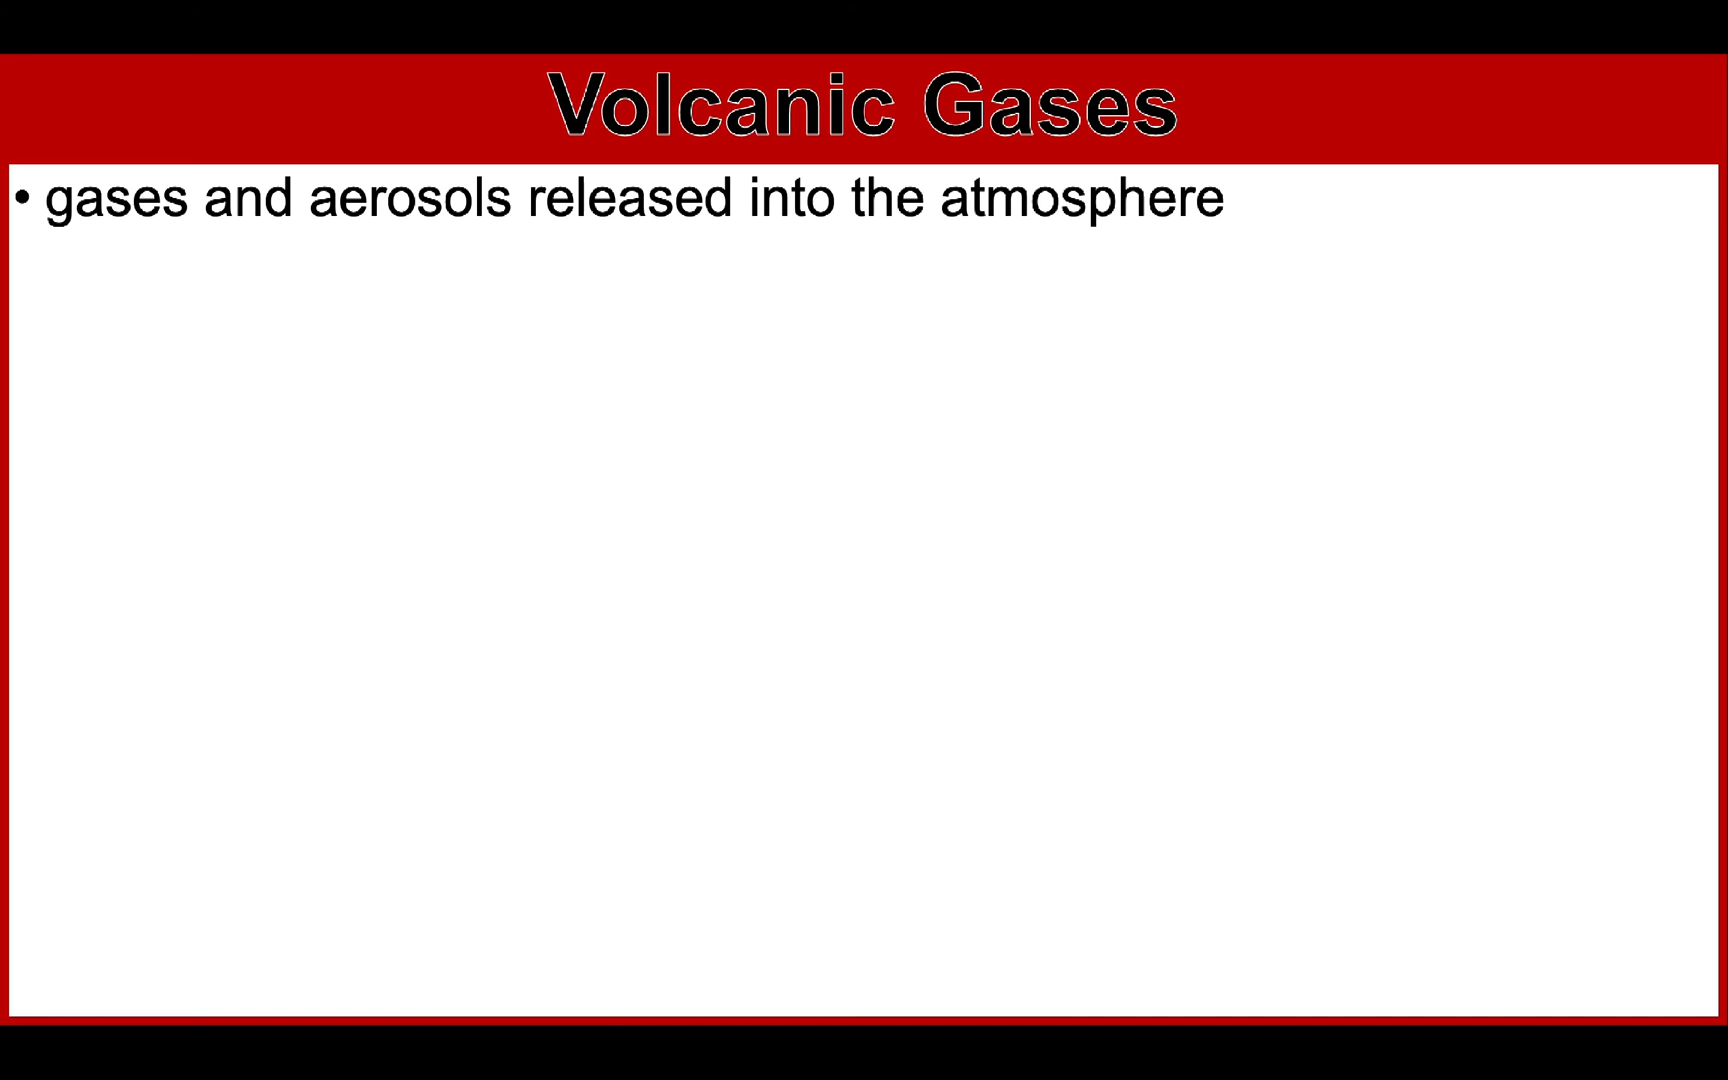 Volcanic Gases
• gases and aerosols released into the atmosphere